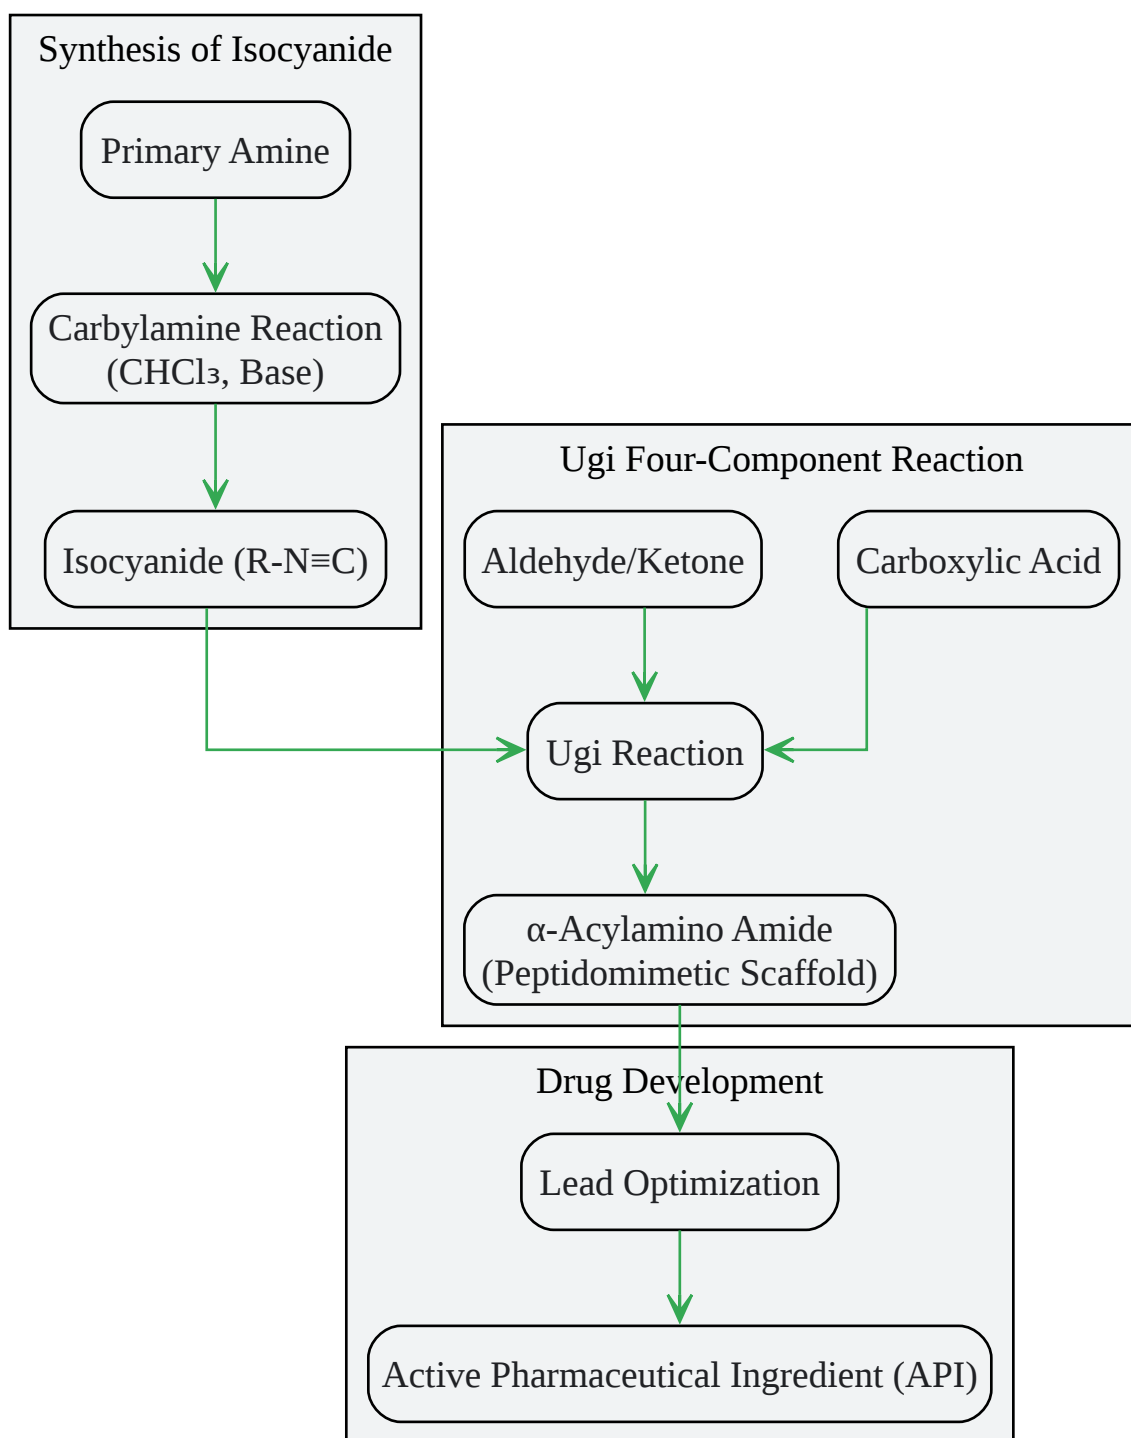 Synthesis of Isocyanide
Primary Amine
Carbylamine Reaction
(CHCl₃, Base)
Isocyanide (R-N≡C)
Ugi Four-Component Reaction
Aldehyde/Ketone
Carboxylic Acid
Ugi Reaction
α-Acylamino Amide
(Peptidomimetic Scaffold)
Drug Development
Lead Optimization
Active Pharmaceutical Ingredient (API)